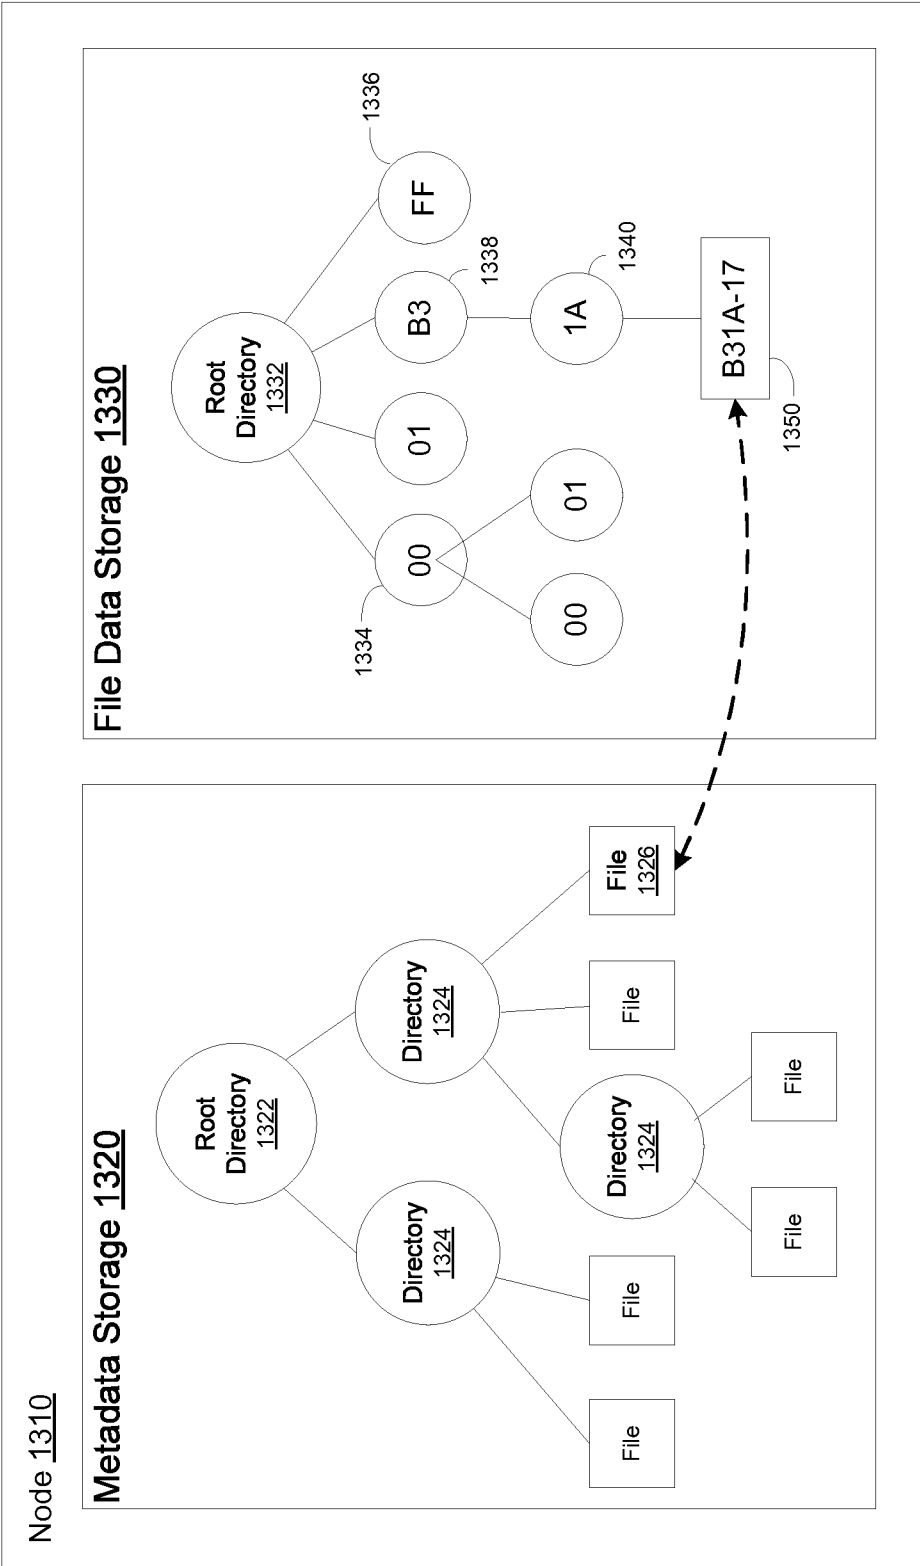 Node 1310
Metadata Storage 1320
Root
Directory
1322
Directory
1324
Directory
1324
File
File
Directory
1324
File
File
1326
File
File
File Data Storage 1330
Root
Directory
1332
1334
00
01
B3
1338
FF
1336
00
01
1A
1340
B31A-17
1350